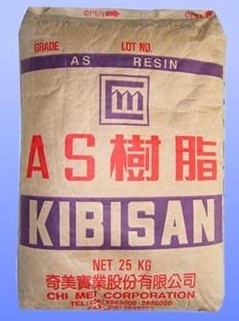 OPEN OPEN
GRADE LOT NO.
AS RESIN
AS樹脂
KIBISAN
NET 25 KG
奇美實業股份有限公司
CHI MEI CORPORATION